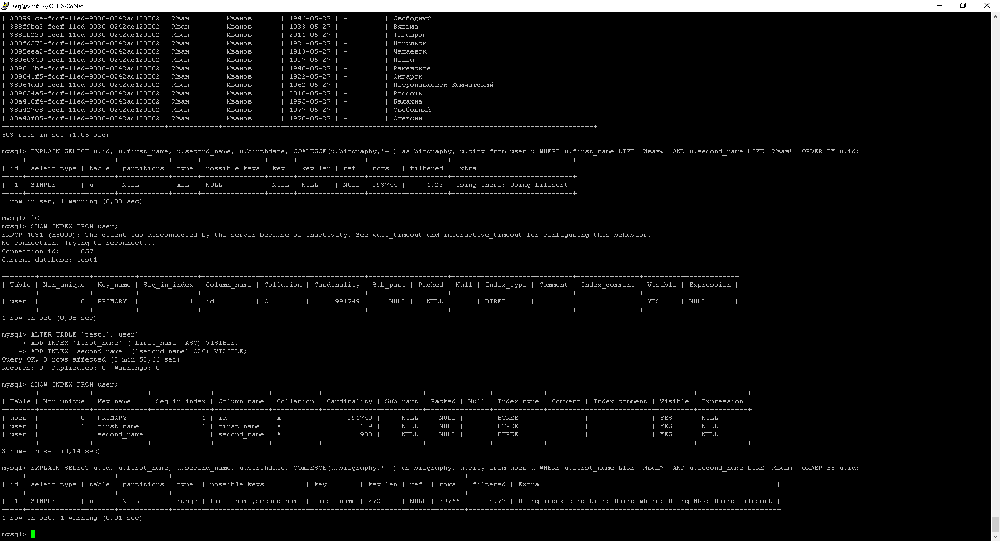 serj@vm6: ~/OTUS-SoNet
| 388991ce-fccf-11ed-9030-0242ac120002 | Иван       | Иванов       | 1946-05-27 | -         | Свободный                                       |
| 388f9ba3-fccf-11ed-9030-0242ac120002 | Иван       | Иванов       | 1933-05-27 | -         | Вязьма                                          |
| 388fb220-fccf-11ed-9030-0242ac120002 | Иван       | Иванов       | 2011-05-27 | -         | Таганрог                                        |
| 388fd573-fccf-11ed-9030-0242ac120002 | Иван       | Иванов       | 1921-05-27 | -         | Норильск                                        |
| 3895eea2-fccf-11ed-9030-0242ac120002 | Иван       | Иванов       | 1913-05-27 | -         | Чапаевск                                        |
| 38960349-fccf-11ed-9030-0242ac120002 | Иван       | Иванов       | 1997-05-27 | -         | Пенза                                           |
| 389616bf-fccf-11ed-9030-0242ac120002 | Иван       | Иванов       | 1948-05-27 | -         | Раменское                                       |
| 389641f5-fccf-11ed-9030-0242ac120002 | Иван       | Иванов       | 1922-05-27 | -         | Ангарск                                         |
| 38964ad9-fccf-11ed-9030-0242ac120002 | Иван       | Иванов       | 1962-05-27 | -         | Петропавловск-Камчатский                        |
| 389654a5-fccf-11ed-9030-0242ac120002 | Иван       | Иванов       | 2010-05-27 | -         | Россошь                                         |
| 38a418f4-fccf-11ed-9030-0242ac120002 | Иван       | Иванов       | 1995-05-27 | -         | Балахна                                         |
| 38a427c8-fccf-11ed-9030-0242ac120002 | Иван       | Иванов       | 1977-05-27 | -         | Свободный                                       |
| 38a43f05-fccf-11ed-9030-0242ac120002 | Иван       | Иванов       | 1978-05-27 | -         | Алексин                                         |
503 rows in set (1,05 sec)
mysql> EXPLAIN SELECT u.id, u.first_name, u.second_name, u.birthdate, COALESCE(u.biography,'-') as biography, u.city from user u WHERE u.first_name LIKE 'Иван%' AND u.second_name LIKE 'Иван%' ORDER BY u.id;
| id | select_type | table | partitions | type | possible_keys | key  | key_len | ref  | rows   | filtered | Extra                       |
|  1 | SIMPLE      | u     | NULL       | ALL  | NULL          | NULL | NULL    | NULL | 993744 |     1.23 | Using where; Using filesort |
1 row in set, 1 warning (0,00 sec)
mysql> ^C
mysql> SHOW INDEX FROM user;
ERROR 4031 (HY000): The client was disconnected by the server because of inactivity. See wait_timeout and interactive_timeout for configuring this behavior.
No connection. Trying to reconnect...
Connection id:    1857
Current database: test1
| Table | Non_unique | Key_name | Seq_in_index | Column_name | Collation | Cardinality | Sub_part | Packed | Null | Index_type | Comment | Index_comment | Visible | Expression |
| user  |          0 | PRIMARY  |            1 | id          | A         |      991749 |     NULL |   NULL |      | BTREE      |         |               | YES     | NULL       |
1 row in set (0,08 sec)
mysql> ALTER TABLE `test1`.`user`
    -> ADD INDEX `first_name` (`first_name` ASC) VISIBLE,
    -> ADD INDEX `second_name` (`second_name` ASC) VISIBLE;
Query OK, 0 rows affected (3 min 53,66 sec)
Records: 0  Duplicates: 0  Warnings: 0
mysql> SHOW INDEX FROM user;
| Table | Non_unique | Key_name    | Seq_in_index | Column_name | Collation | Cardinality | Sub_part | Packed | Null | Index_type | Comment | Index_comment | Visible | Expression |
| user  |          0 | PRIMARY     |            1 | id          | A         |      991749 |     NULL |   NULL |      | BTREE      |         |               | YES     | NULL       |
| user  |          1 | first_name  |            1 | first_name  | A         |         139 |     NULL |   NULL |      | BTREE      |         |               | YES     | NULL       |
| user  |          1 | second_name |            1 | second_name | A         |         988 |     NULL |   NULL |      | BTREE      |         |               | YES     | NULL       |
3 rows in set (0,14 sec)
mysql> EXPLAIN SELECT u.id, u.first_name, u.second_name, u.birthdate, COALESCE(u.biography,'-') as biography, u.city from user u WHERE u.first_name LIKE 'Иван%' AND u.second_name LIKE 'Иван%' ORDER BY u.id;
| id | select_type | table | partitions | type  | possible_keys          | key        | key_len | ref  | rows  | filtered | Extra                                                         |
|  1 | SIMPLE      | u     | NULL       | range | first_name,second_name | first_name | 272     | NULL | 39766 |     4.77 | Using index condition; Using where; Using MRR; Using filesort |
1 row in set, 1 warning (0,01 sec)
mysql>